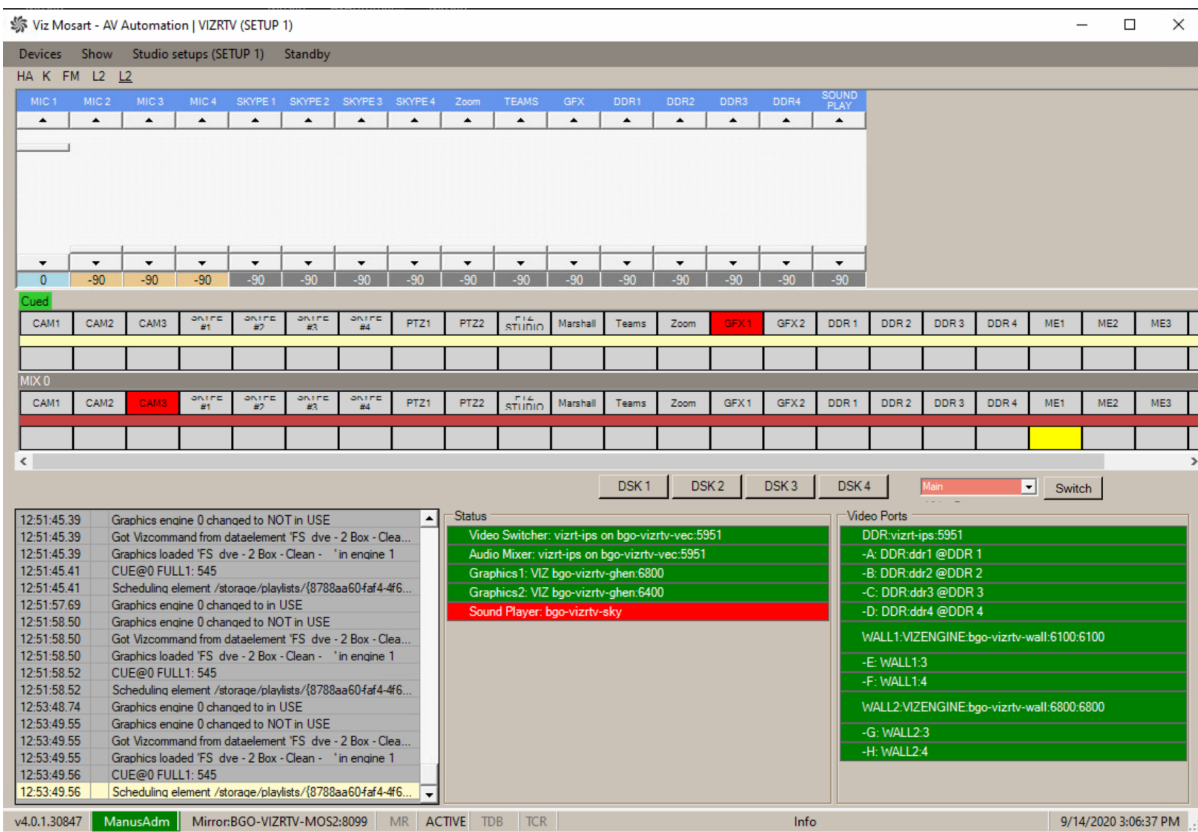 Viz Mosart - AV Automation | VIZRTV (SETUP 1)
Devices Show Studio setups (SETUP 1) Standby
HA K FM L2 L2
MIC 1 MIC 2 MIC 3 MIC 4 SKYPE 1 SKYPE 2 SKYPE 3 SKYPE 4 Zoom TEAMS GFX DDR1 DDR2 DDR3 DDR4 SOUND PLAY
0 -90 -90 -90 -90 -90 -90 -90 -90 -90 -90 -90 -90 -90 -90 -90
Cued
CAM1 CAM2 CAM3 #1 #2 #3 #4 PTZ1 PTZ2 STUDIO Marshall Teams Zoom GFX1 GFX2 DDR 1 DDR 2 DDR 3 DDR 4 ME1 ME2 ME3
MIX 0
CAM1 CAM2 CAM3 #1 #2 #3 #4 PTZ1 PTZ2 STUDIO Marshall Teams Zoom GFX1 GFX2 DDR 1 DDR 2 DDR 3 DDR 4 ME1 ME2 ME3
DSK 1 DSK 2 DSK 3 DSK 4 Main Switch
12:51:45.39 Graphics engine 0 changed to NOT in USE
12:51:45.39 Got Vizcommand from dataelement 'FS dve - 2 Box - Clea...
12:51:45.39 Graphics loaded 'FS dve - 2 Box - Clean - ' in engine 1
12:51:45.41 CUE@0 FULL1: 545
12:51:45.41 Scheduling element /storage/playlists/{8788aa60-faf4-4f6...
12:51:57.69 Graphics engine 0 changed to in USE
12:51:58.50 Graphics engine 0 changed to NOT in USE
12:51:58.50 Got Vizcommand from dataelement 'FS dve - 2 Box - Clea...
12:51:58.50 Graphics loaded 'FS dve - 2 Box - Clean - ' in engine 1
12:51:58.52 CUE@0 FULL1: 545
12:51:58.52 Scheduling element /storage/playlists/{8788aa60-faf4-4f6...
12:53:48.74 Graphics engine 0 changed to in USE
12:53:49.55 Graphics engine 0 changed to NOT in USE
12:53:49.55 Got Vizcommand from dataelement 'FS dve - 2 Box - Clea...
12:53:49.55 Graphics loaded 'FS dve - 2 Box - Clean - ' in engine 1
12:53:49.56 CUE@0 FULL1: 545
12:53:49.56 Scheduling element /storage/playlists/{8788aa60-faf4-4f6...
Status
Video Switcher: vizrt-ips on bgo-vizrtv-vec:5951
Audio Mixer: vizrt-ips on bgo-vizrtv-vec:5951
Graphics1: VIZ bgo-vizrtv-ghen:6800
Graphics2: VIZ bgo-vizrtv-ghen:6400
Sound Player: bgo-vizrtv-sky
Video Ports
DDR:vizrt-ips:5951
-A: DDR:ddr1 @DDR 1
-B: DDR:ddr2 @DDR 2
-C: DDR:ddr3 @DDR 3
-D: DDR:ddr4 @DDR 4
WALL1:VIZENGINE:bgo-vizrtv-wall:6100:6100
-E: WALL1:3
-F: WALL1:4
WALL2:VIZENGINE:bgo-vizrtv-wall:6800:6800
-G: WALL2:3
-H: WALL2:4
v4.0.1.30847 ManusAdm Mirror:BGO-VIZRTV-MOS2:8099 MR ACTIVE TDB TCR Info 9/14/2020 3:06:37 PM